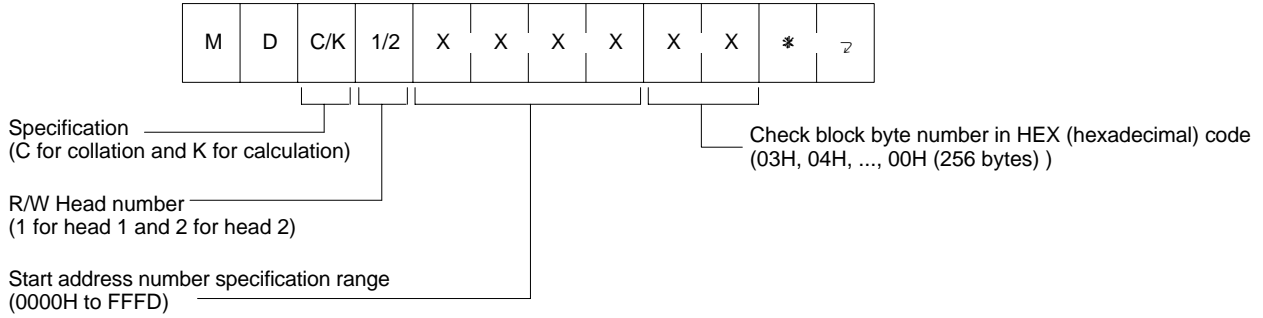 M D C/K 1/2 X X X X X X * ↵
Specification
(C for collation and K for calculation)
Check block byte number in HEX (hexadecimal) code
(03H, 04H, ..., 00H (256 bytes) )
R/W Head number
(1 for head 1 and 2 for head 2)
Start address number specification range
(0000H to FFFD)